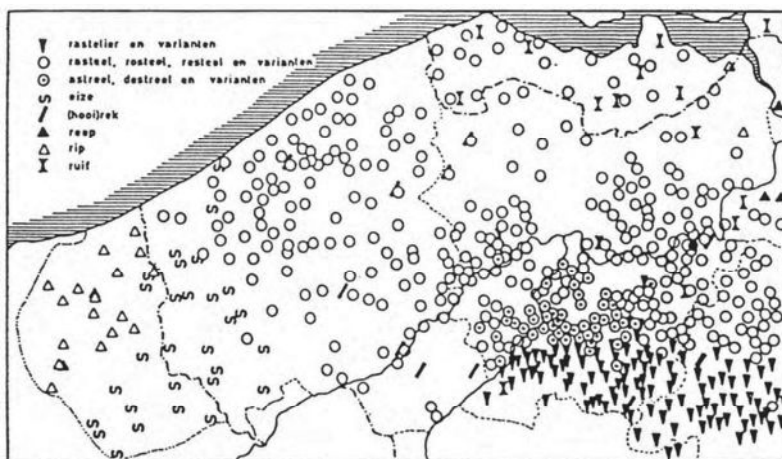 rastelier en varianten
rasteel, rosteel, resteel en varianten
astreel, destreel en varianten
eize
(hooi)rek
reep
rip
ruif